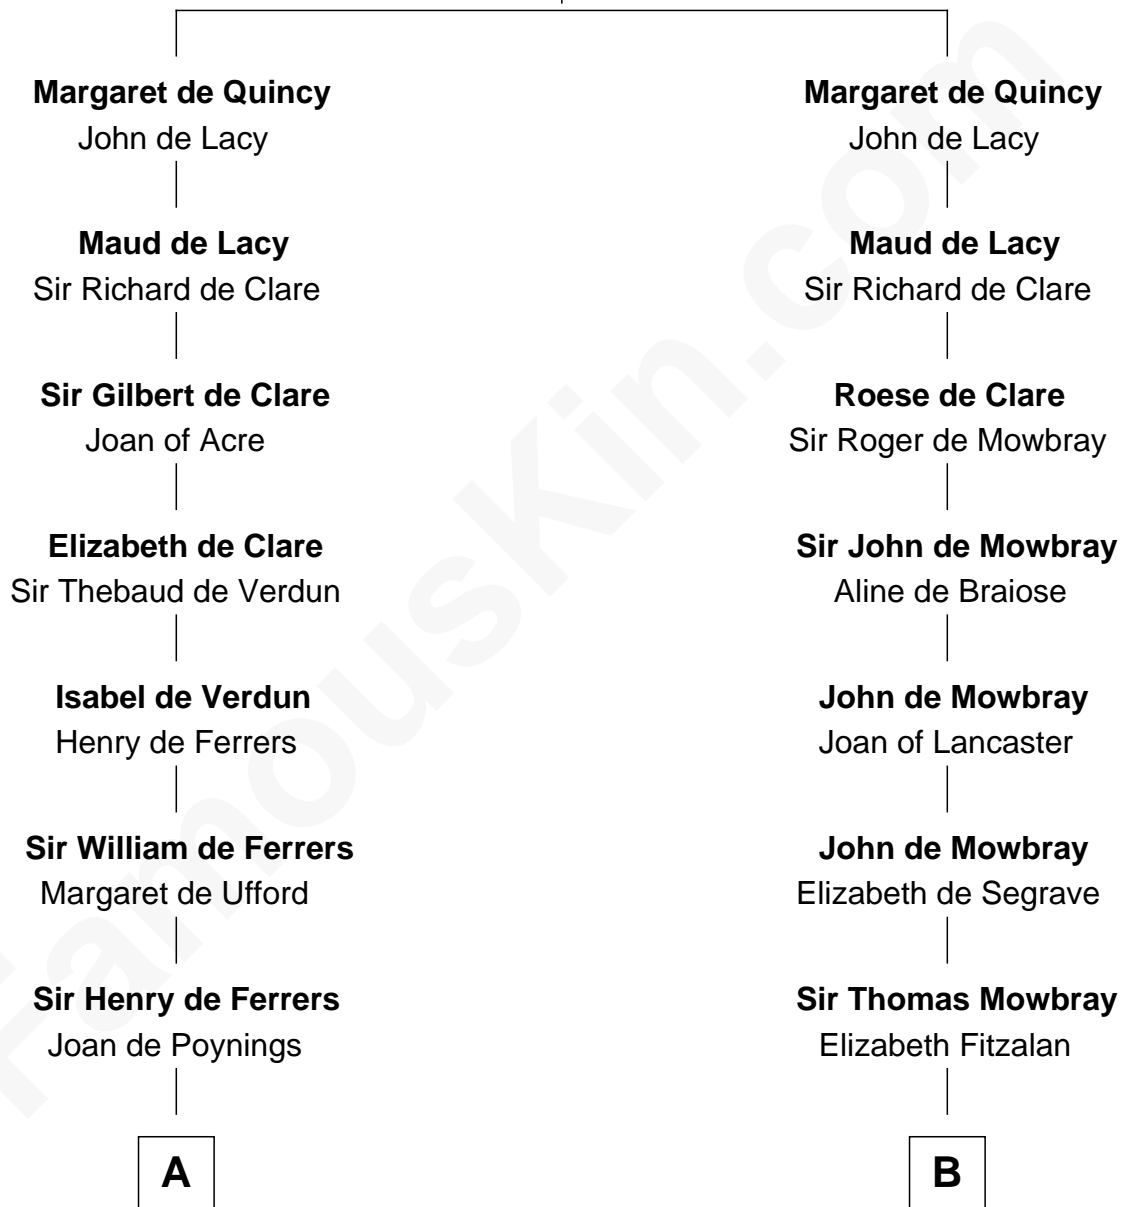 Margaret de Quincy
John de Lacy
Maud de Lacy
Sir Richard de Clare
Sir Gilbert de Clare
Joan of Acre
Elizabeth de Clare
Sir Thebaud de Verdun
Isabel de Verdun
Henry de Ferrers
Sir William de Ferrers
Margaret de Ufford
Sir Henry de Ferrers
Joan de Poynings
A
Margaret de Quincy
John de Lacy
Maud de Lacy
Sir Richard de Clare
Roese de Clare
Sir Roger de Mowbray
Sir John de Mowbray
Aline de Braiose
John de Mowbray
Joan of Lancaster
John de Mowbray
Elizabeth de Segrave
Sir Thomas Mowbray
Elizabeth Fitzalan
B
FamousKin.com